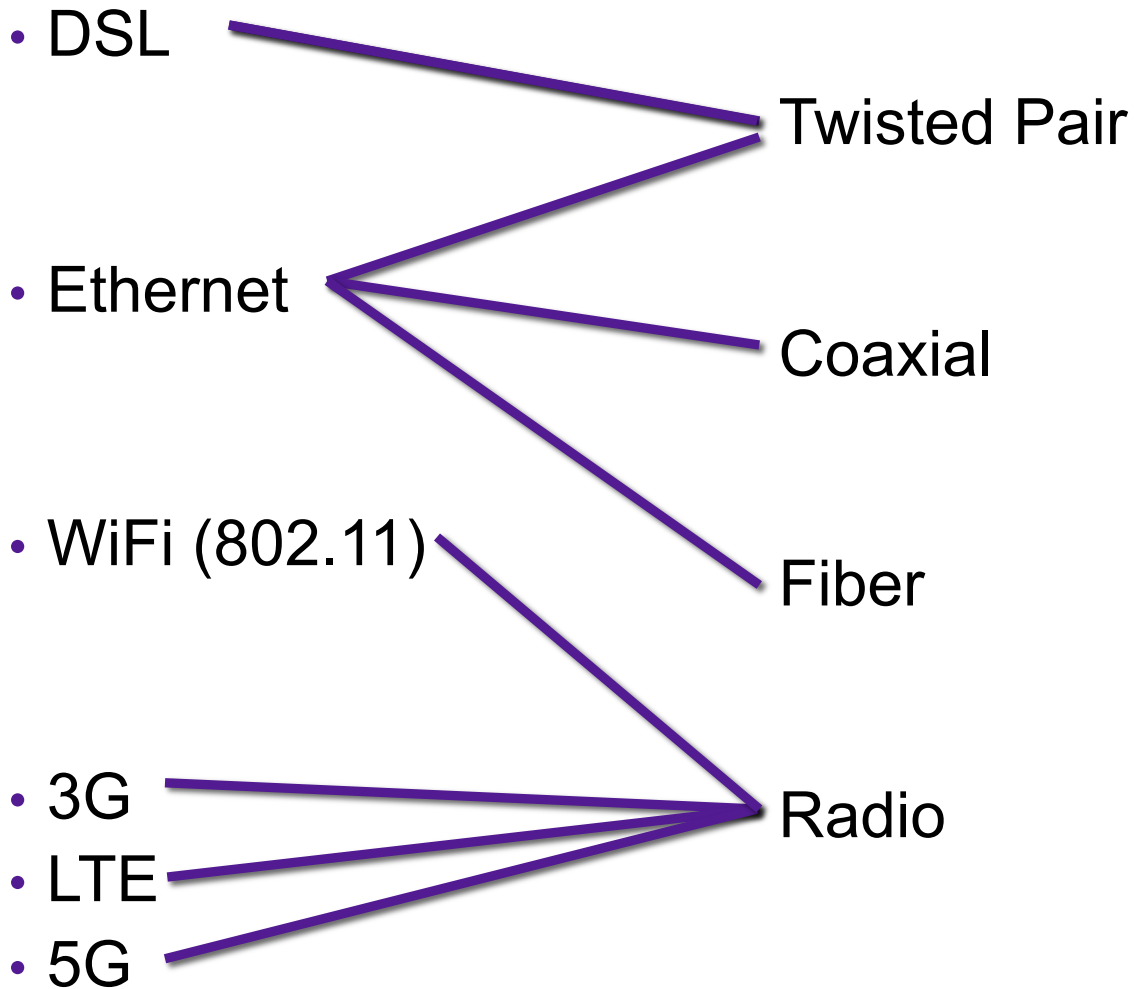 • DSL
Twisted Pair
• Ethernet
Coaxial
• WiFi (802.11)
Fiber
• 3G
Radio
• LTE
• 5G